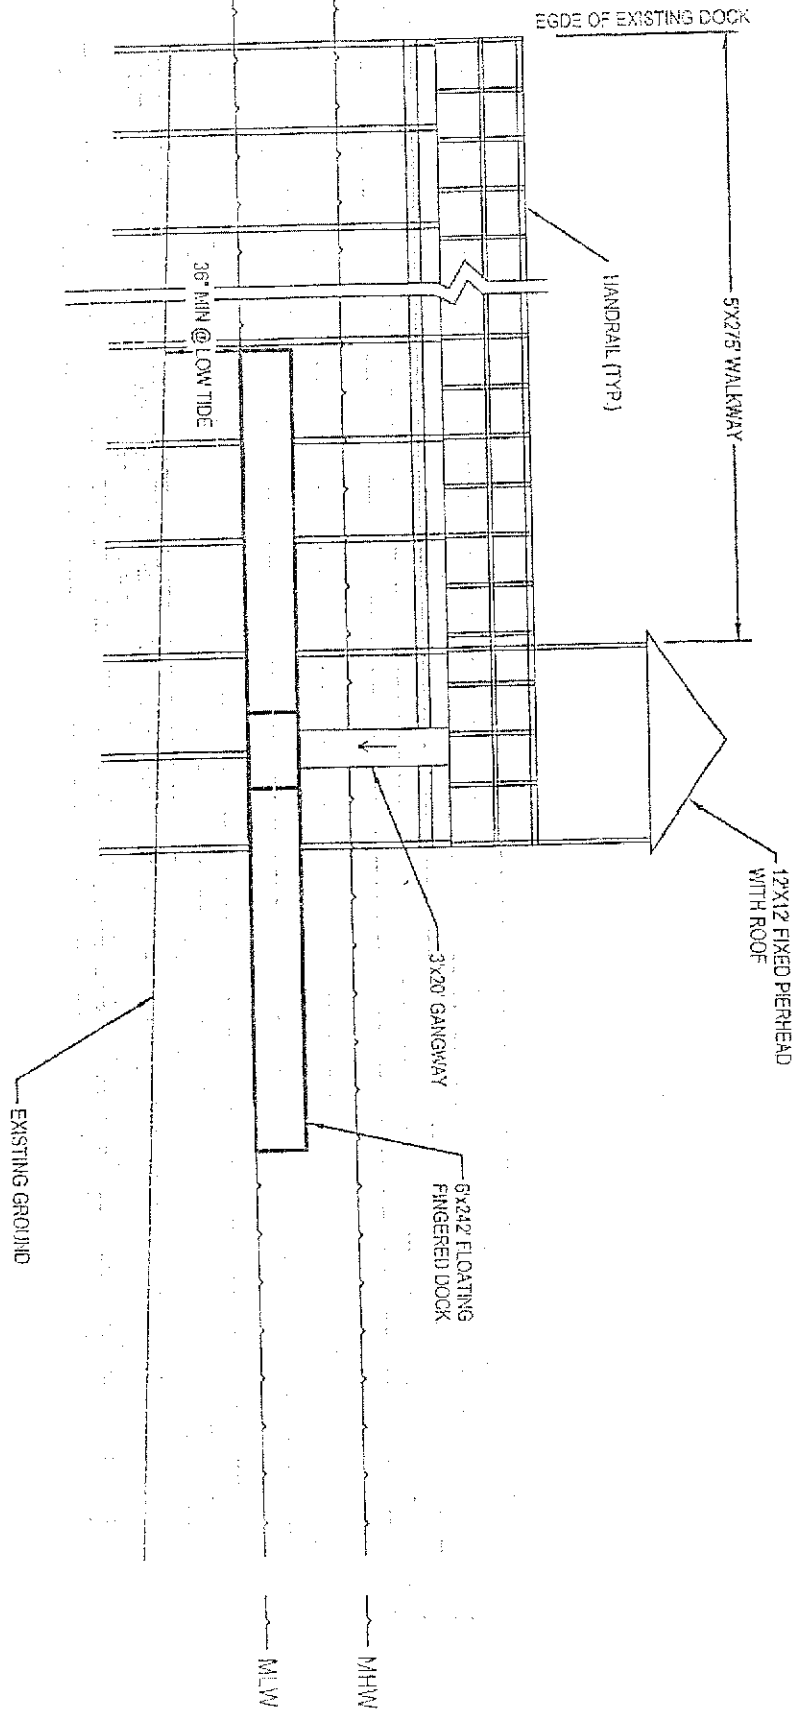 EGDE OF EXISTING DOCK
5'X275' WALKWAY
HANDRAIL (TYP.)
12'X12' FIXED PIERHEAD
WITH ROOF
36" MIN @ LOW TIDE
3'x20' GANGWAY
6'x242' FLOATING
FINGERED DOCK
EXISTING GROUND
MHW
MLW